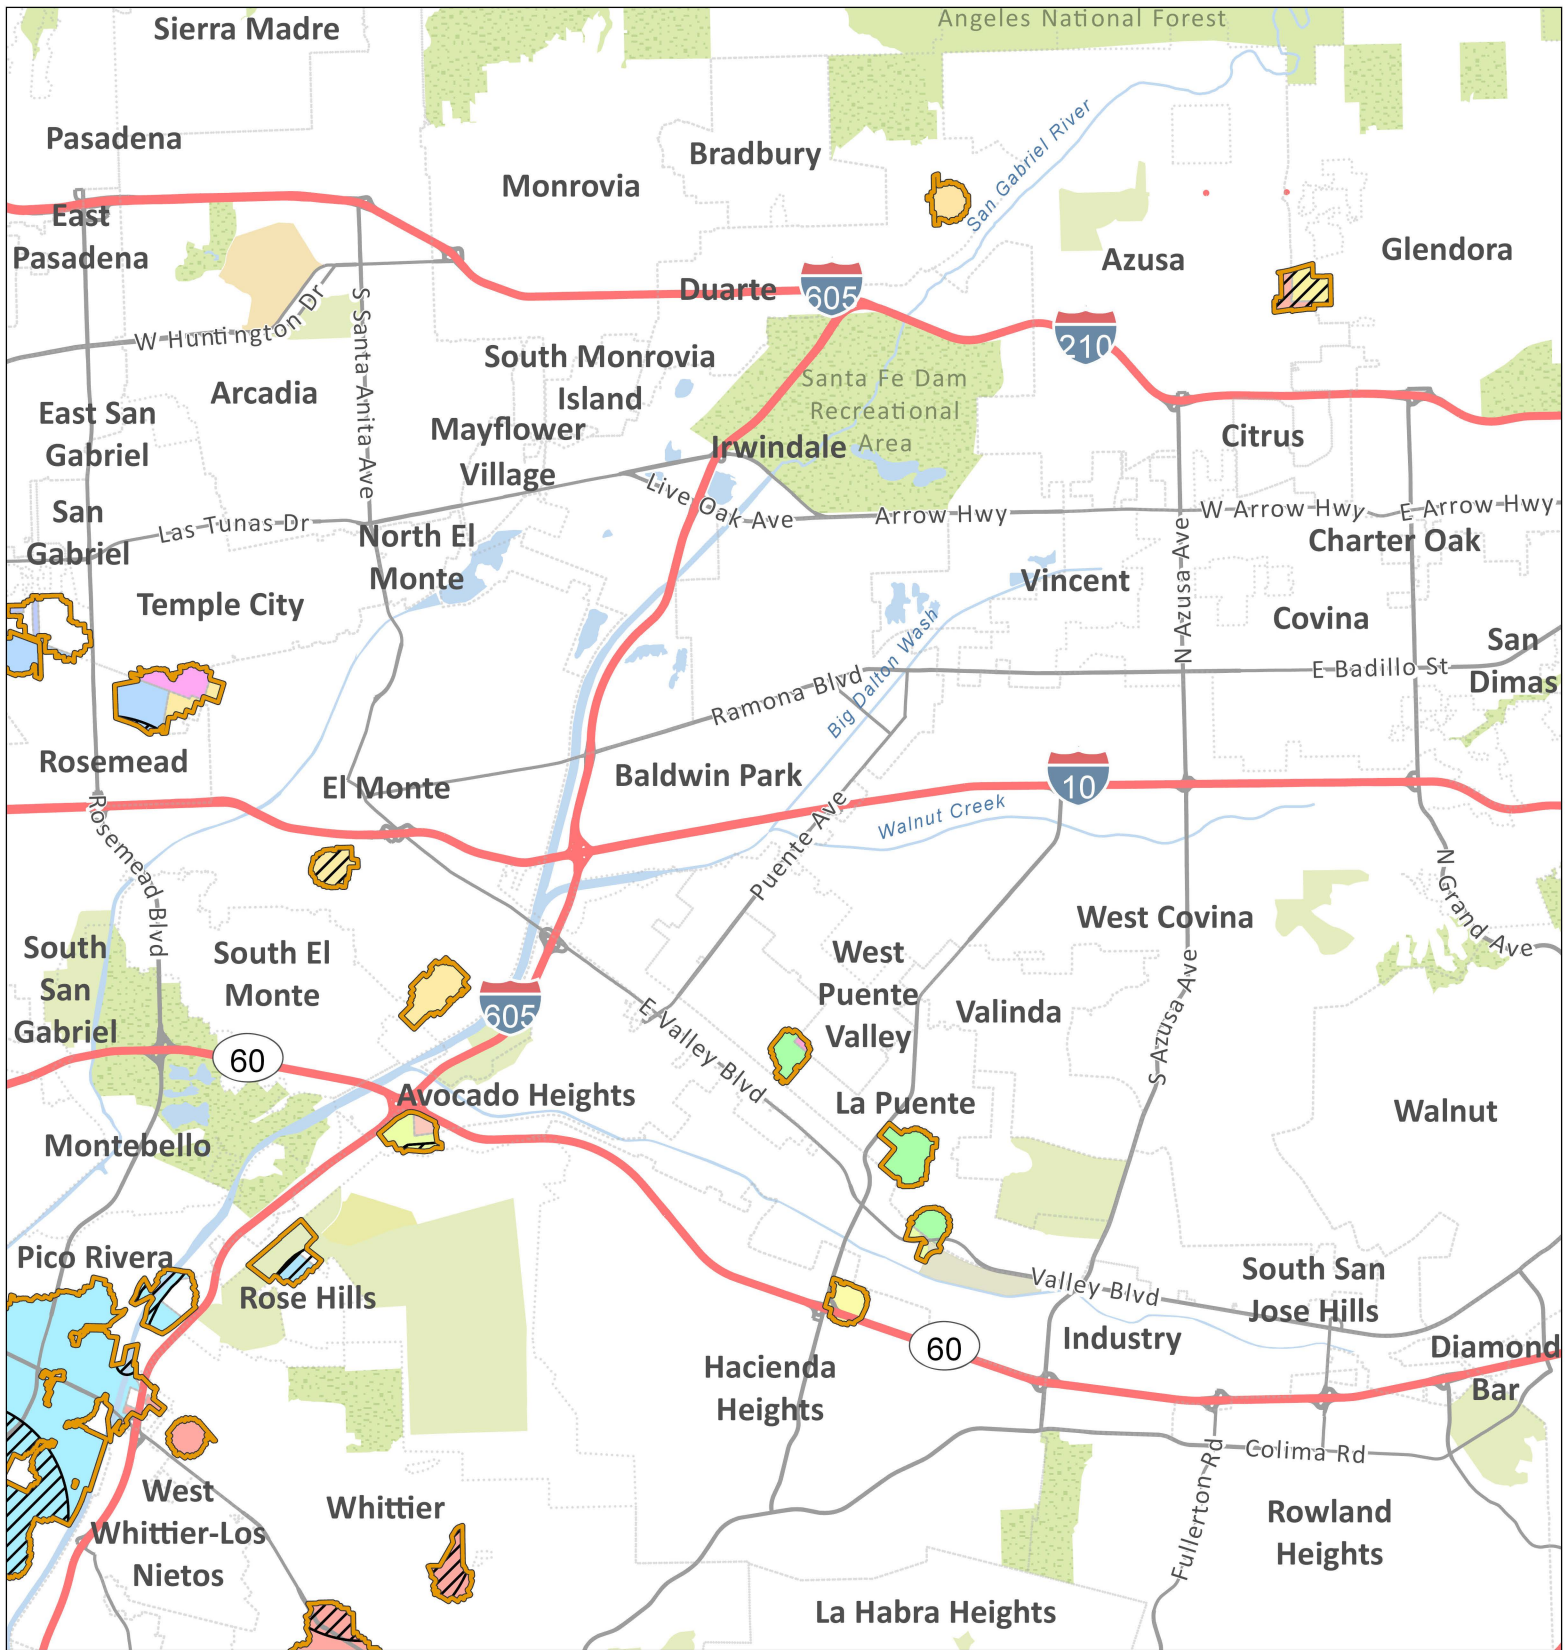 Sierra Madre
Angeles National Forest
Pasadena
Bradbury
Monrovia
San Gabriel River
East
Pasadena
Azusa
Glendora
Duarte
605
W Huntington Dr
S Santa Anita Ave
210
South Monrovia
Island
Santa Fe Dam
Recreational
Area
Arcadia
East San
Gabriel
Mayflower
Village
Irwindale
Citrus
Live Oak Ave
Arrow Hwy
W Arrow Hwy
E Arrow Hwy
San
Gabriel
Las Tunas Dr
North El
Monte
Charter Oak
N Azusa Ave
Vincent
Temple City
Covina
Big Dalton Wash
San
Dimas
E Badillo St
Ramona Blvd
Rosemead
El Monte
Baldwin Park
10
Walnut Creek
Puente Ave
Rosemead Blvd
N Grand Ave
West Covina
South
San
Gabriel
South El
Monte
West
Puente
Valley
Valinda
605
E Valley Blvd
S Azusa Ave
60
Avocado Heights
La Puente
Walnut
Montebello
Pico Rivera
Rose Hills
Valley Blvd
South San
Jose Hills
Industry
60
Diamond
Bar
Hacienda
Heights
Colima Rd
Fullerton Rd
West
Whittier-Los
Nietos
Whittier
Rowland
Heights
La Habra Heights